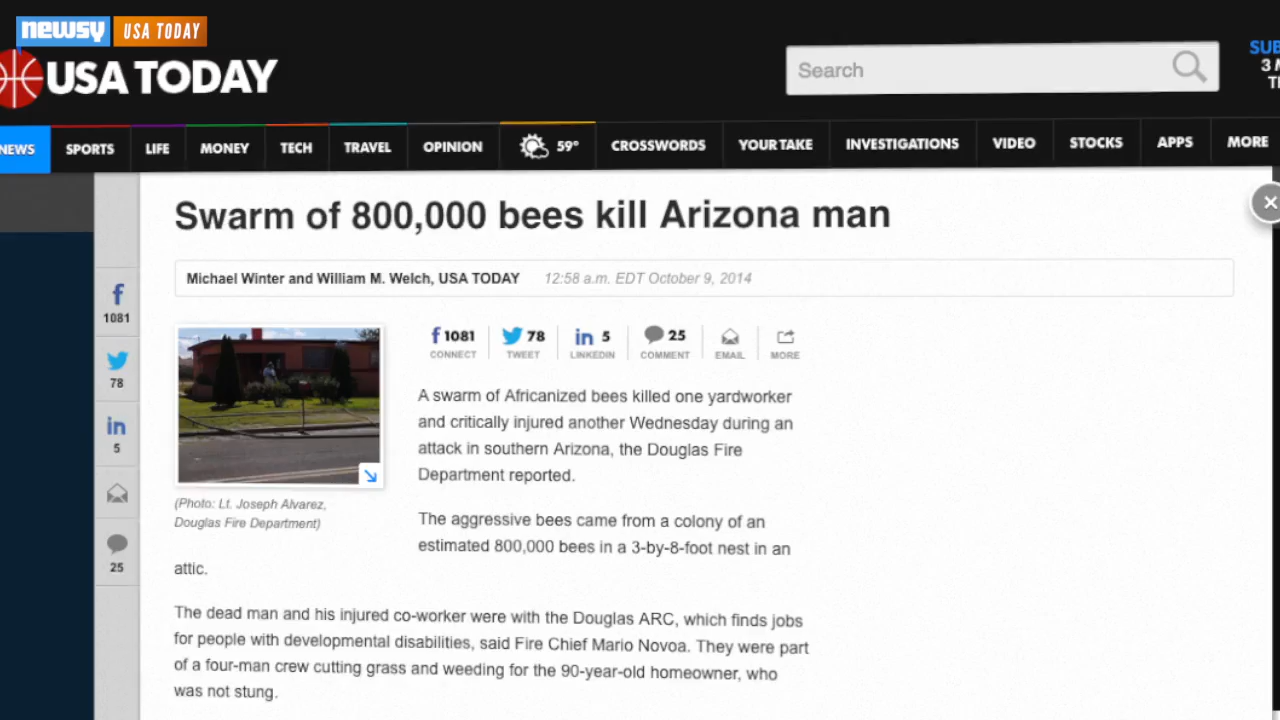 newsy USA TODAY
USA TODAY
Search
SUB
3 M
NEWS SPORTS LIFE MONEY TECH TRAVEL OPINION 59° CROSSWORDS YOUR TAKE INVESTIGATIONS VIDEO STOCKS APPS MORE
Swarm of 800,000 bees kill Arizona man
Michael Winter and William M. Welch, USA TODAY 12:58 a.m. EDT October 9, 2014
f
1081
78
in
5
25
f 1081 78 in 5 25
CONNECT TWEET LINKEDIN COMMENT EMAIL MORE
A swarm of Africanized bees killed one yardworker
and critically injured another Wednesday during an
attack in southern Arizona, the Douglas Fire
Department reported.
(Photo: Lt. Joseph Alvarez,
Douglas Fire Department)
The aggressive bees came from a colony of an
estimated 800,000 bees in a 3-by-8-foot nest in an
attic.
The dead man and his injured co-worker were with the Douglas ARC, which finds jobs
for people with developmental disabilities, said Fire Chief Mario Novoa. They were part
of a four-man crew cutting grass and weeding for the 90-year-old homeowner, who
was not stung.